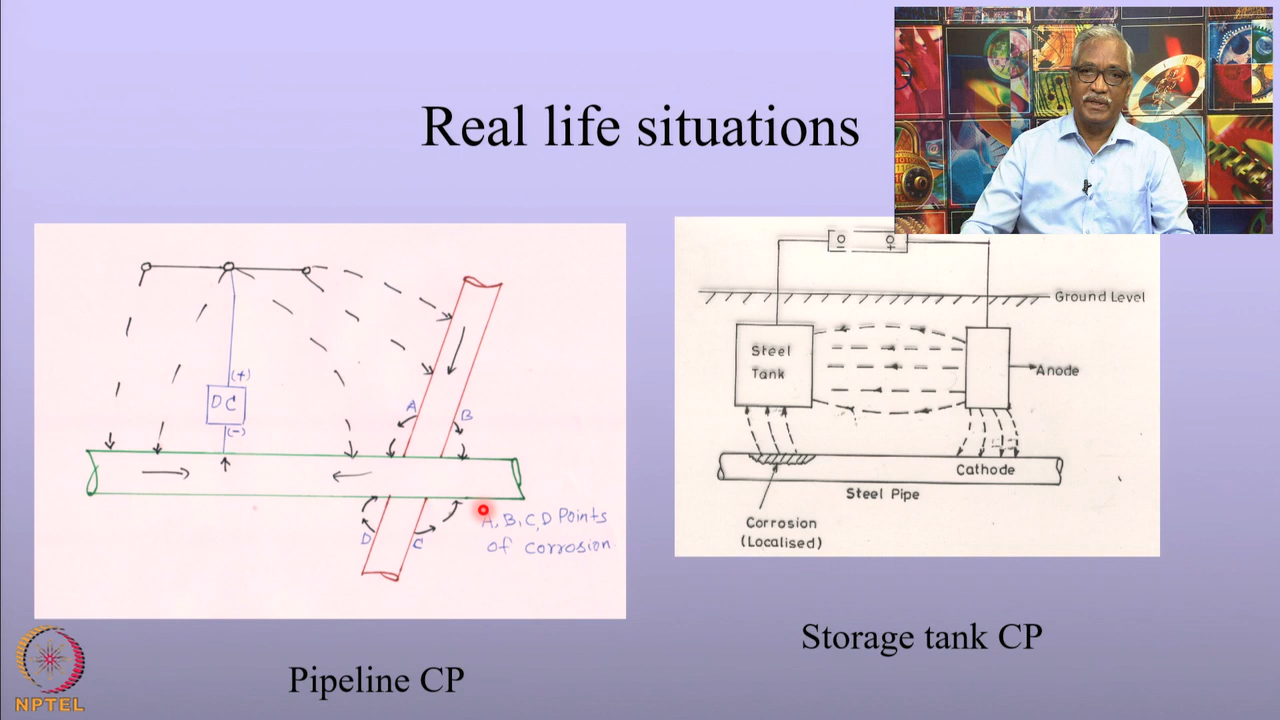 Real life situations
(+)
DC
(-)
A
B
D
C
A, B, C, D Points
of corrosion
Pipeline CP
Ground Level
Steel
Tank
Anode
Cathode
Steel Pipe
Corrosion
(Localised)
Storage tank CP
NPTEL